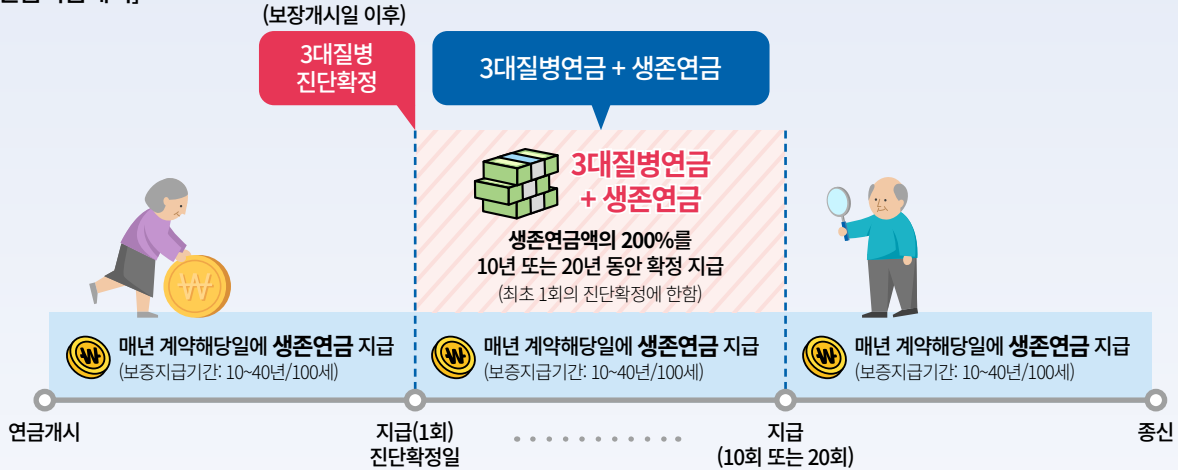 (보장개시일 이후)
3대질병
진단확정
3대질병연금 + 생존연금
3대질병연금
+ 생존연금
생존연금액의 200%를
10년 또는 20년 동안 확정 지급
(최초 1회의 진단확정에 한함)
매년 계약해당일에 생존연금 지급
(보증지급기간: 10~40년/100세)
매년 계약해당일에 생존연금 지급
(보증지급기간: 10~40년/100세)
매년 계약해당일에 생존연금 지급
(보증지급기간: 10~40년/100세)
연금개시
지급(1회)
진단확정일
지급
(10회 또는 20회)
종신